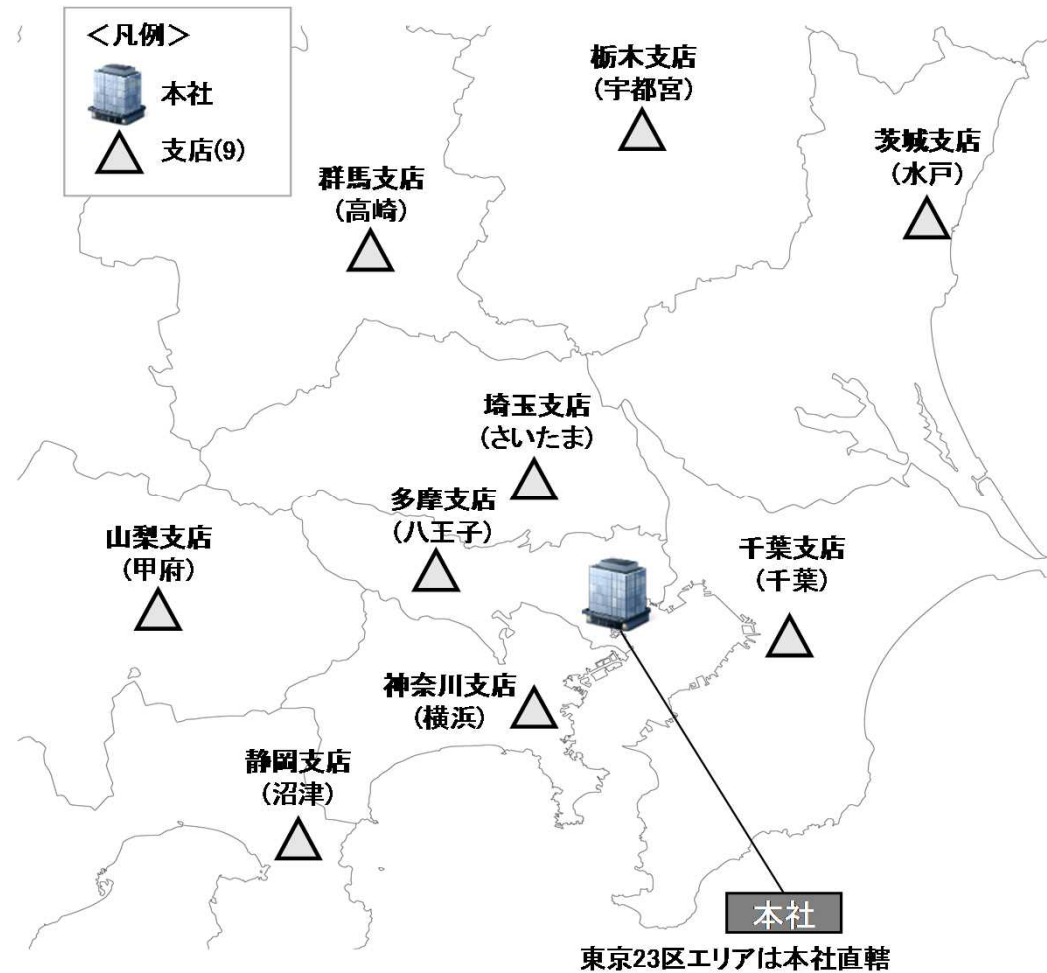 <凡例>
本社
支店(9)
栃木支店
(宇都宮)
茨城支店
(水戸)
群馬支店
(高崎)
埼玉支店
(さいたま)
多摩支店
(八王子)
山梨支店
(甲府)
千葉支店
(千葉)
神奈川支店
(横浜)
静岡支店
(沼津)
本社
東京23区エリアは本社直轄